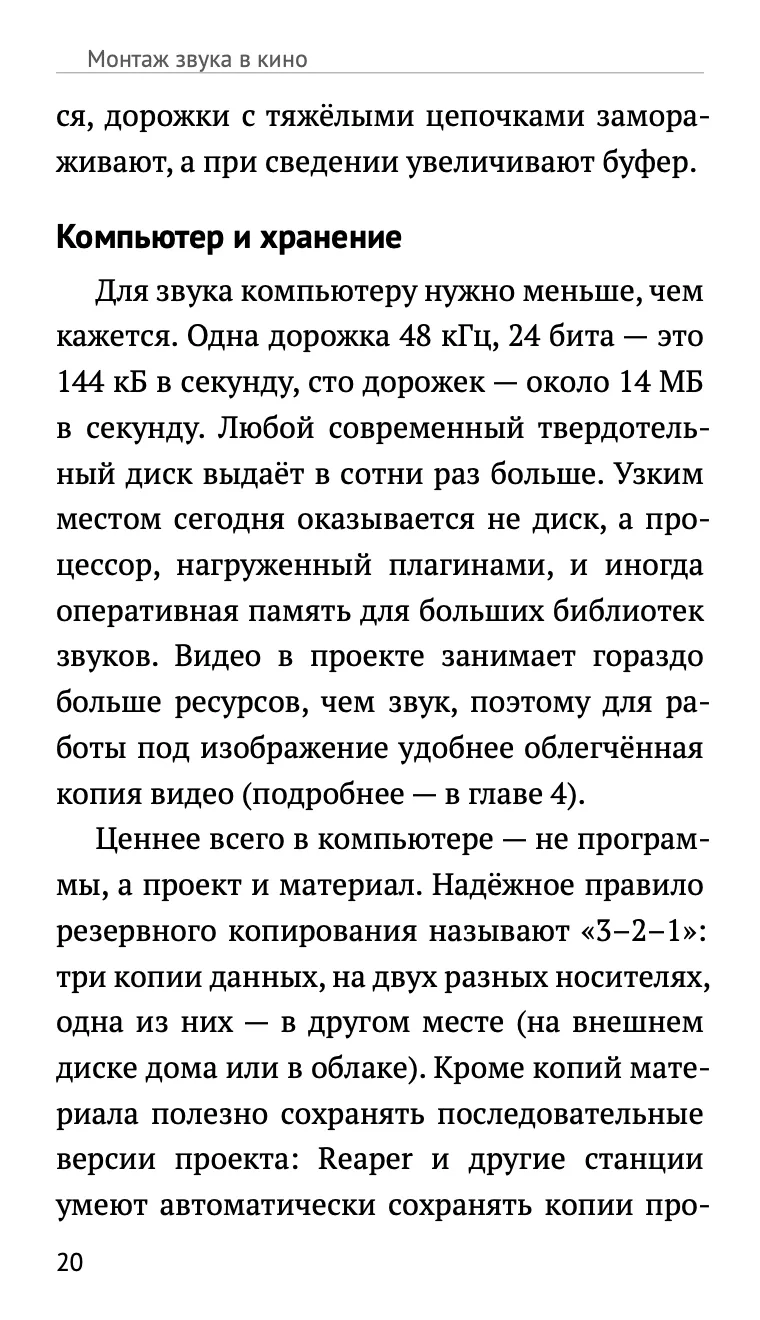 Монтаж звука в кино
ся, дорожки с тяжёлыми цепочками замора-
живают, а при сведении увеличивают буфер.
Компьютер и хранение
Для звука компьютеру нужно меньше, чем
кажется. Одна дорожка 48 кГц, 24 бита — это
144 кБ в секунду, сто дорожек — около 14 МБ
в секунду. Любой современный твердотель-
ный диск выдаёт в сотни раз больше. Узким
местом сегодня оказывается не диск, а про-
цессор, нагруженный плагинами, и иногда
оперативная память для больших библиотек
звуков. Видео в проекте занимает гораздо
больше ресурсов, чем звук, поэтому для ра-
боты под изображение удобнее облегчённая
копия видео (подробнее — в главе 4).
Ценнее всего в компьютере — не програм-
мы, а проект и материал. Надёжное правило
резервного копирования называют «3–2–1»:
три копии данных, на двух разных носителях,
одна из них — в другом месте (на внешнем
диске дома или в облаке). Кроме копий мате-
риала полезно сохранять последовательные
версии проекта: Reaper и другие станции
умеют автоматически сохранять копии про-
20